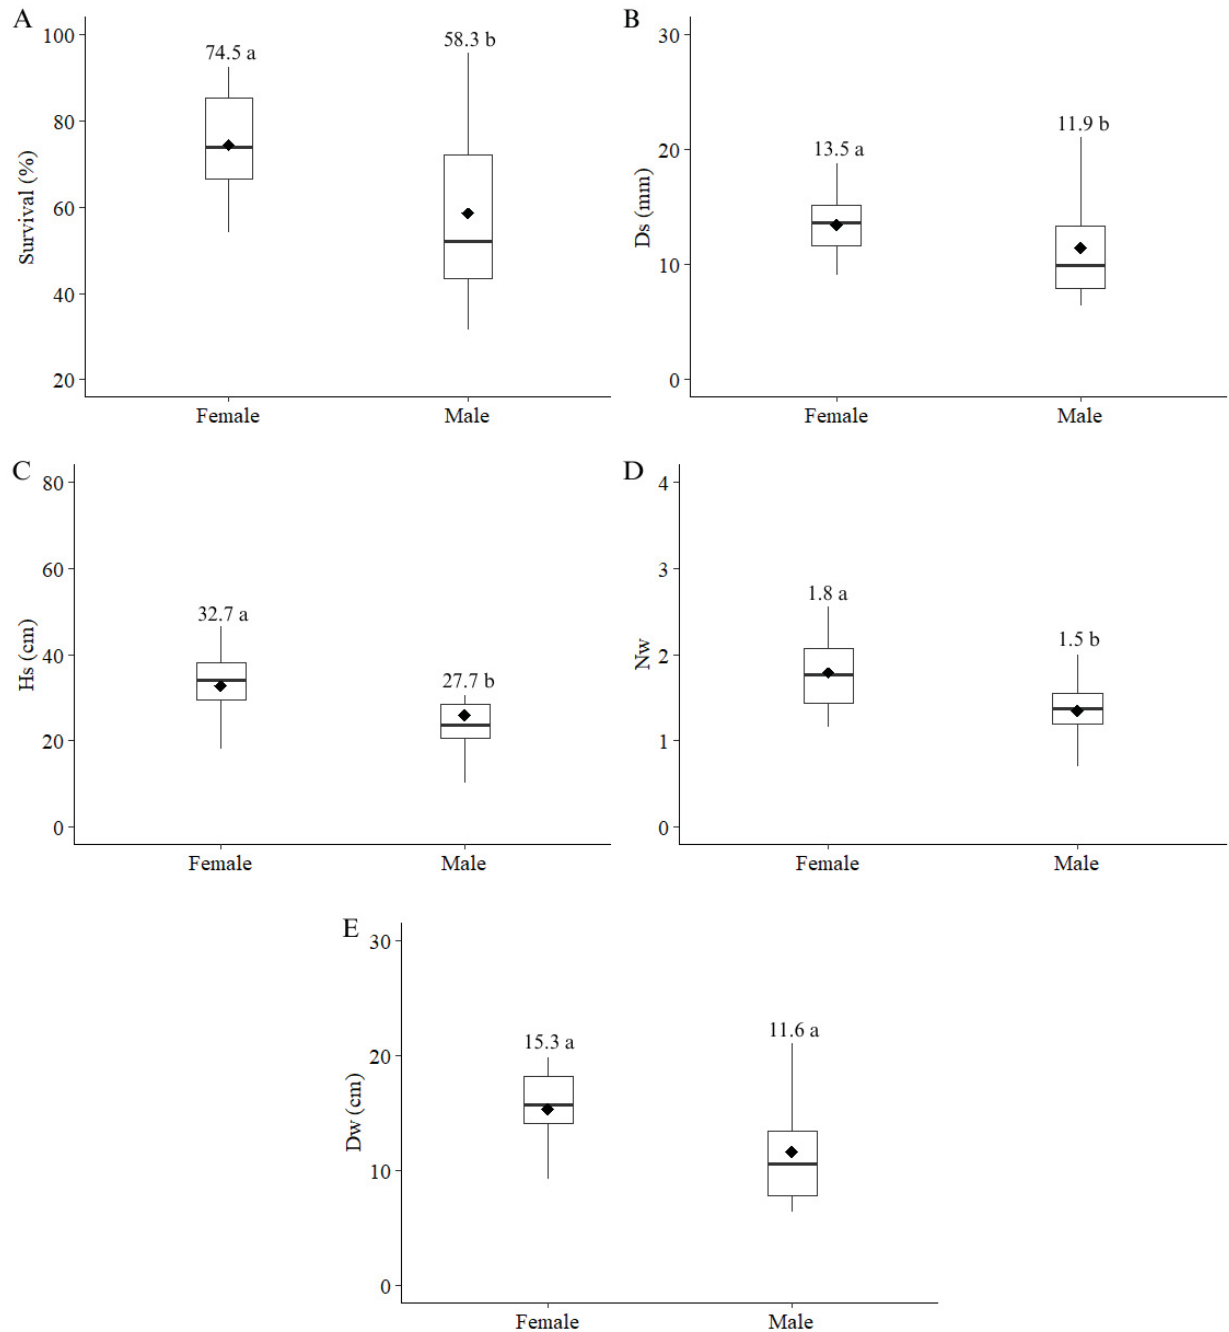 A
100
80
60
40
20
Survival (%)
74.5 a
58.3 b
Female
Male
B
30
20
10
0
Ds (mm)
13.5 a
11.9 b
Female
Male
C
80
60
40
20
0
Hs (cm)
32.7 a
27.7 b
Female
Male
D
4
3
2
1
0
Nw
1.8 a
1.5 b
Female
Male
E
30
20
10
0
Dw (cm)
15.3 a
11.6 a
Female
Male